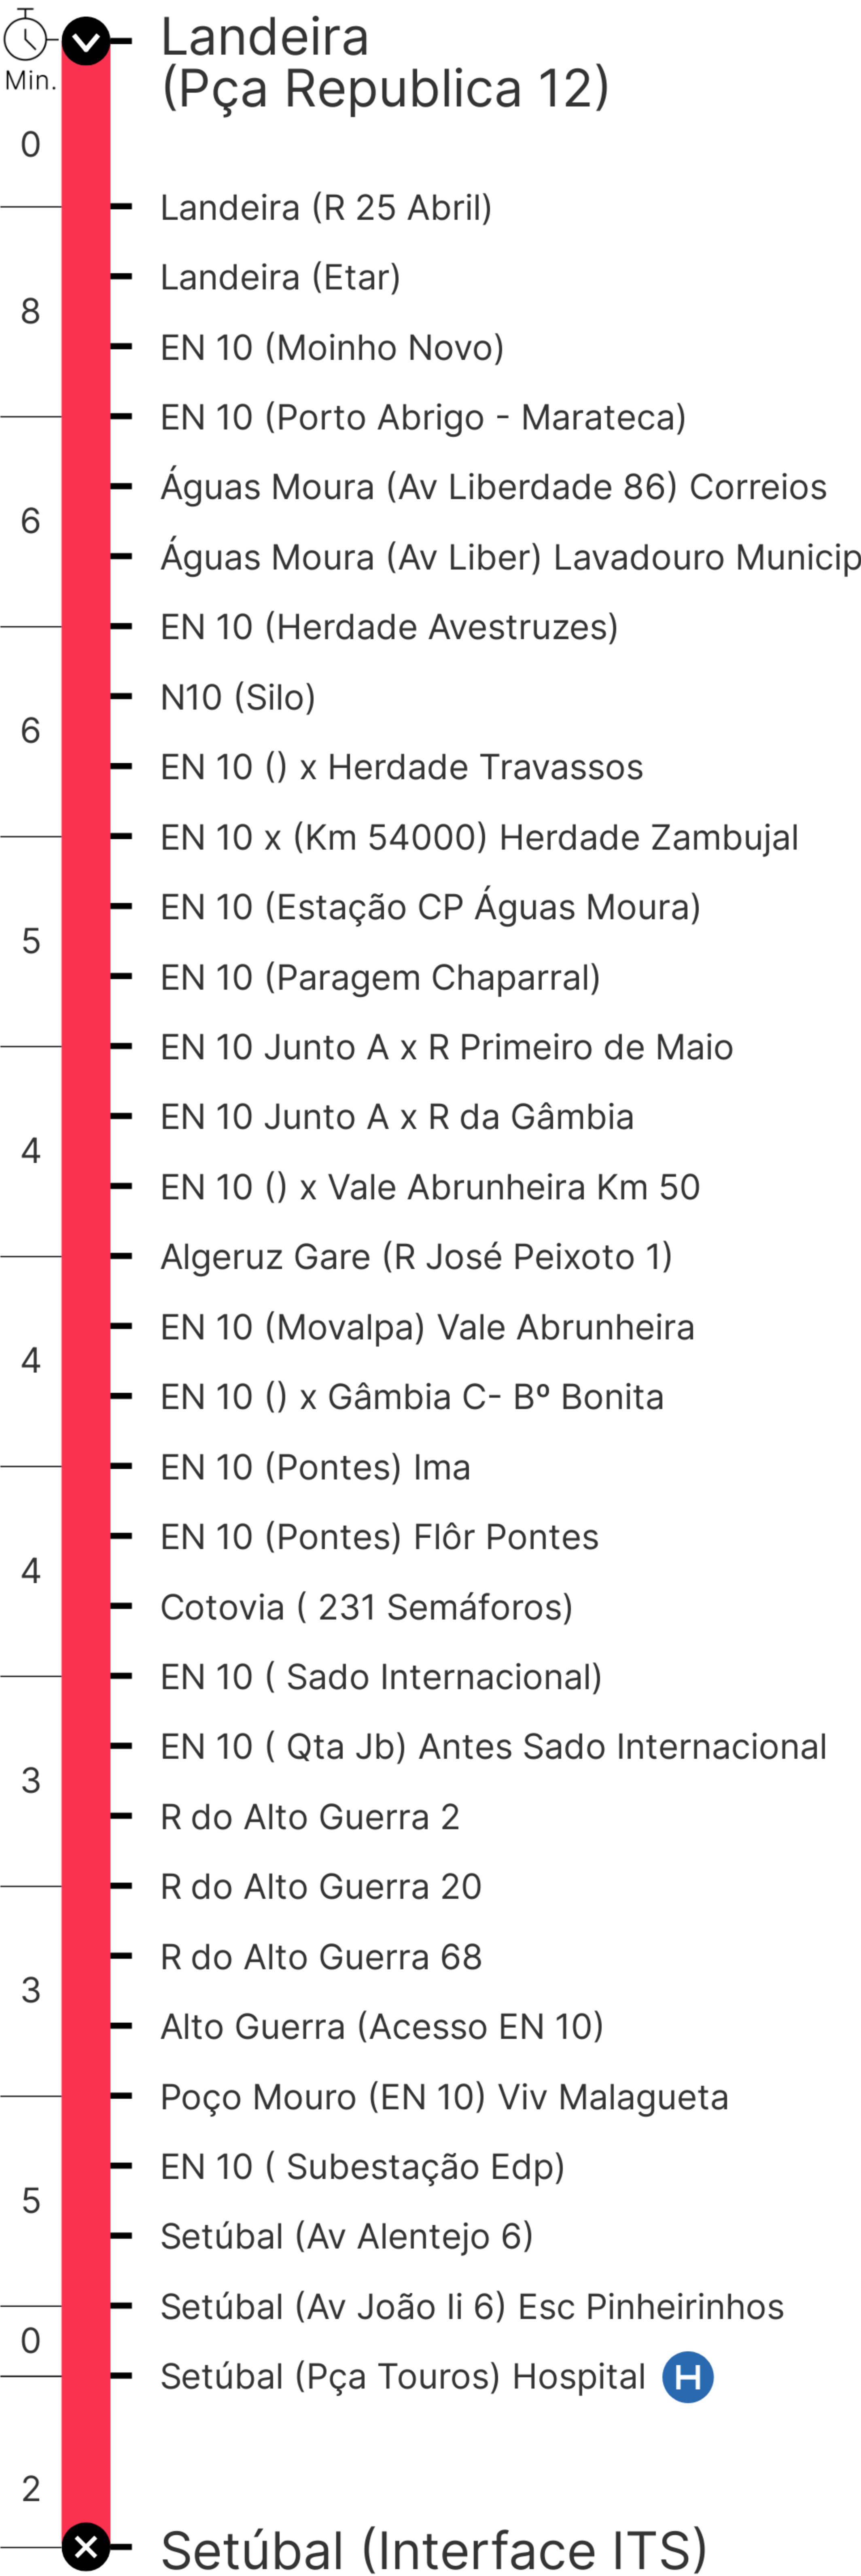 Landeira
Min.
(Pça Republica 12)
0
Landeira (R 25 Abril)
Landeira (Etar)
8
EN 10 (Moinho Novo)
EN 10 (Porto Abrigo - Marateca)
Águas Moura (Av Liberdade 86) Correios
6
Águas Moura (Av Liber) Lavadouro Municip
EN 10 (Herdade Avestruzes)
N10 (Silo)
6
EN 10 () x Herdade Travassos
EN 10 x (Km 54000) Herdade Zambujal
EN 10 (Estação CP Águas Moura)
5
EN 10 (Paragem Chaparral)
EN 10 Junto A x R Primeiro de Maio
EN 10 Junto A x R da Gâmbia
4
EN 10 () x Vale Abrunheira Km 50
Algeruz Gare (R José Peixoto 1)
EN 10 (Movalpa) Vale Abrunheira
4
EN 10 () x Gâmbia C- Bº Bonita
EN 10 (Pontes) Ima
EN 10 (Pontes) Flôr Pontes
4
Cotovia ( 231 Semáforos)
EN 10 ( Sado Internacional)
EN 10 ( Qta Jb) Antes Sado Internacional
3
R do Alto Guerra 2
R do Alto Guerra 20
R do Alto Guerra 68
3
Alto Guerra (Acesso EN 10)
Poço Mouro (EN 10) Viv Malagueta
EN 10 ( Subestação Edp)
5
Setúbal (Av Alentejo 6)
Setúbal (Av João Ii 6) Esc Pinheirinhos
0
Setúbal (Pça Touros) Hospital H
2
Setúbal (Interface ITS)